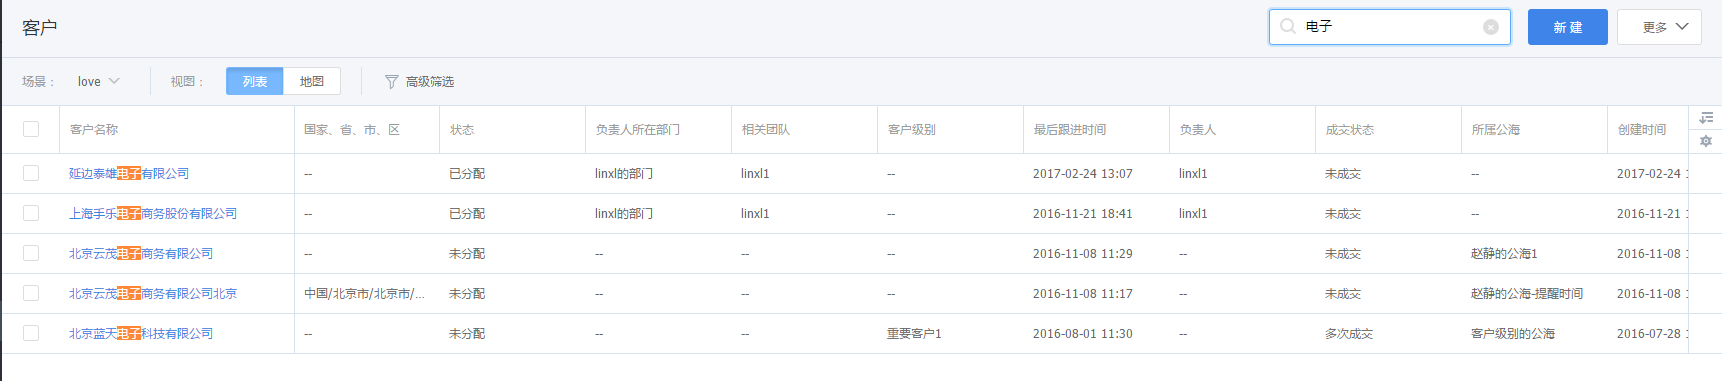 客户 电子 新建 更多
场景： love 视图： 列表 地图 高级筛选
客户名称 国家、省、市、区 状态 负责人所在部门 相关团队 客户级别 最后跟进时间 负责人 成交状态 所属公海 创建时间
延边泰雄电子有限公司 -- 已分配 linxl的部门 linxl1 -- 2017-02-24 13:07 linxl1 未成交 -- 2017-02-24
上海手乐电子商务股份有限公司 -- 已分配 linxl的部门 linxl1 -- 2016-11-21 18:41 linxl1 未成交 -- 2016-11-21
北京云茂电子商务有限公司 -- 未分配 -- -- -- 2016-11-08 11:29 -- 未成交 赵静的公海1 2016-11-08
北京云茂电子商务有限公司北京 中国/北京市/北京市/... 未分配 -- -- -- 2016-11-08 11:17 -- 未成交 赵静的公海-提醒时间 2016-11-08
北京蓝天电子科技有限公司 -- 未分配 -- -- 重要客户1 2016-08-01 11:30 -- 多次成交 客户级别的公海 2016-07-28